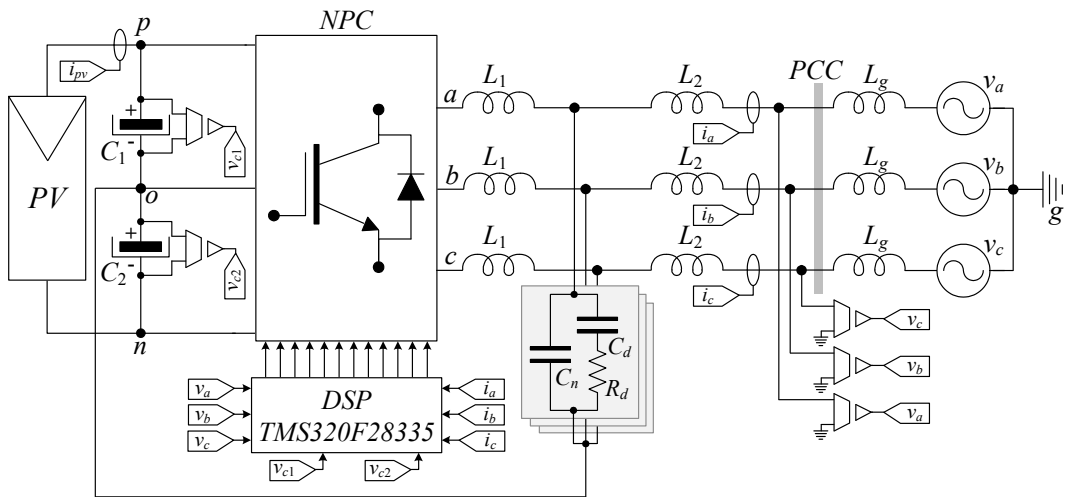 NPC
p
i_pv
+
C_1
-
v_c1
PV
o
+
C_2
-
v_c2
n
a
b
c
L_1
L_1
L_1
L_2
L_2
L_2
i_a
i_b
i_c
PCC
L_g
L_g
L_g
v_a
v_b
v_c
g
C_n
C_d
R_d
v_c
v_b
v_a
v_a
v_b
v_c
DSP
TMS320F28335
i_a
i_b
i_c
v_c1
v_c2